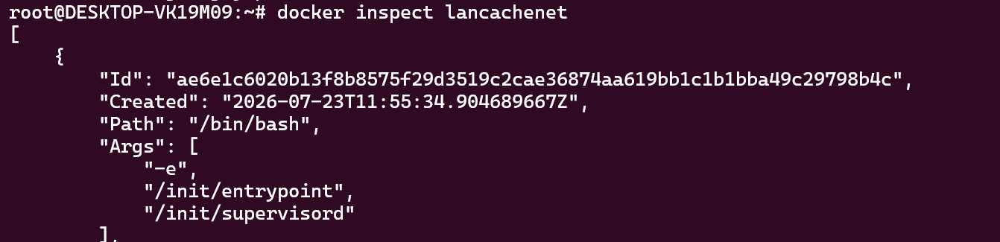 root@DESKTOP-VK19M09:~# docker inspect lancachenet
[
    {
        "Id": "ae6e1c6020b13f8b8575f29d3519c2cae36874aa619bb1c1b1bba49c29798b4c",
        "Created": "2026-07-23T11:55:34.904689667Z",
        "Path": "/bin/bash",
        "Args": [
            "-e",
            "/init/entrypoint",
            "/init/supervisord"
        ],